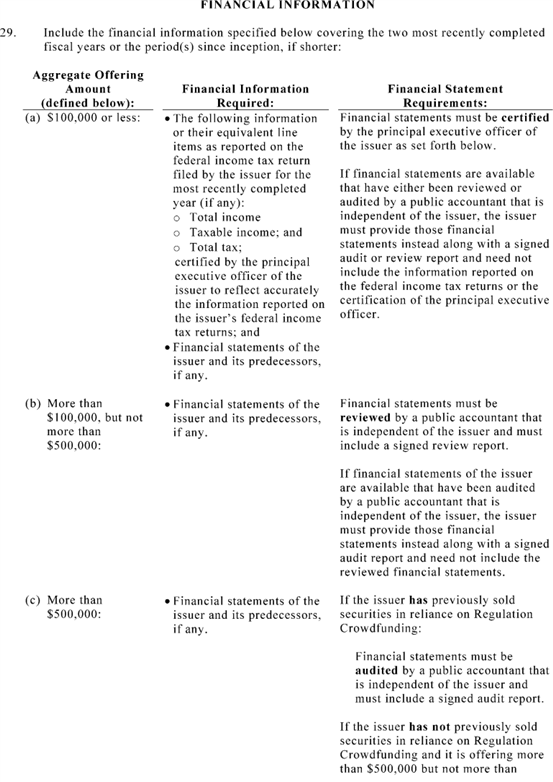 FINANCIAL INFORMATION
29. Include the financial information specified below covering the two most recently completed
fiscal years or the period(s) since inception, if shorter:
Aggregate Offering
Amount
(defined below):
Financial Information
Required:
Financial Statement
Requirements:
(a) $100,000 or less:
• The following information
or their equivalent line
items as reported on the
federal income tax return
filed by the issuer for the
most recently completed
year (if any):
o Total income
o Taxable income; and
o Total tax;
certified by the principal
executive officer of the
issuer to reflect accurately
the information reported on
the issuer's federal income
tax returns; and
• Financial statements of the
issuer and its predecessors,
if any.
Financial statements must be certified
by the principal executive officer of
the issuer as set forth below.
If financial statements are available
that have either been reviewed or
audited by a public accountant that is
independent of the issuer, the issuer
must provide those financial
statements instead along with a signed
audit or review report and need not
include the information reported on
the federal income tax returns or the
certification of the principal executive
officer.
(b) More than
$100,000, but not
more than
$500,000:
• Financial statements of the
issuer and its predecessors,
if any.
Financial statements must be
reviewed by a public accountant that
is independent of the issuer and must
include a signed review report.
If financial statements of the issuer
are available that have been audited
by a public accountant that is
independent of the issuer, the issuer
must provide those financial
statements instead along with a signed
audit report and need not include the
reviewed financial statements.
(c) More than
$500,000:
• Financial statements of the
issuer and its predecessors,
if any.
If the issuer has previously sold
securities in reliance on Regulation
Crowdfunding:
Financial statements must be
audited by a public accountant that
is independent of the issuer and
must include a signed audit report.
If the issuer has not previously sold
securities in reliance on Regulation
Crowdfunding and it is offering more
than $500,000 but not more than